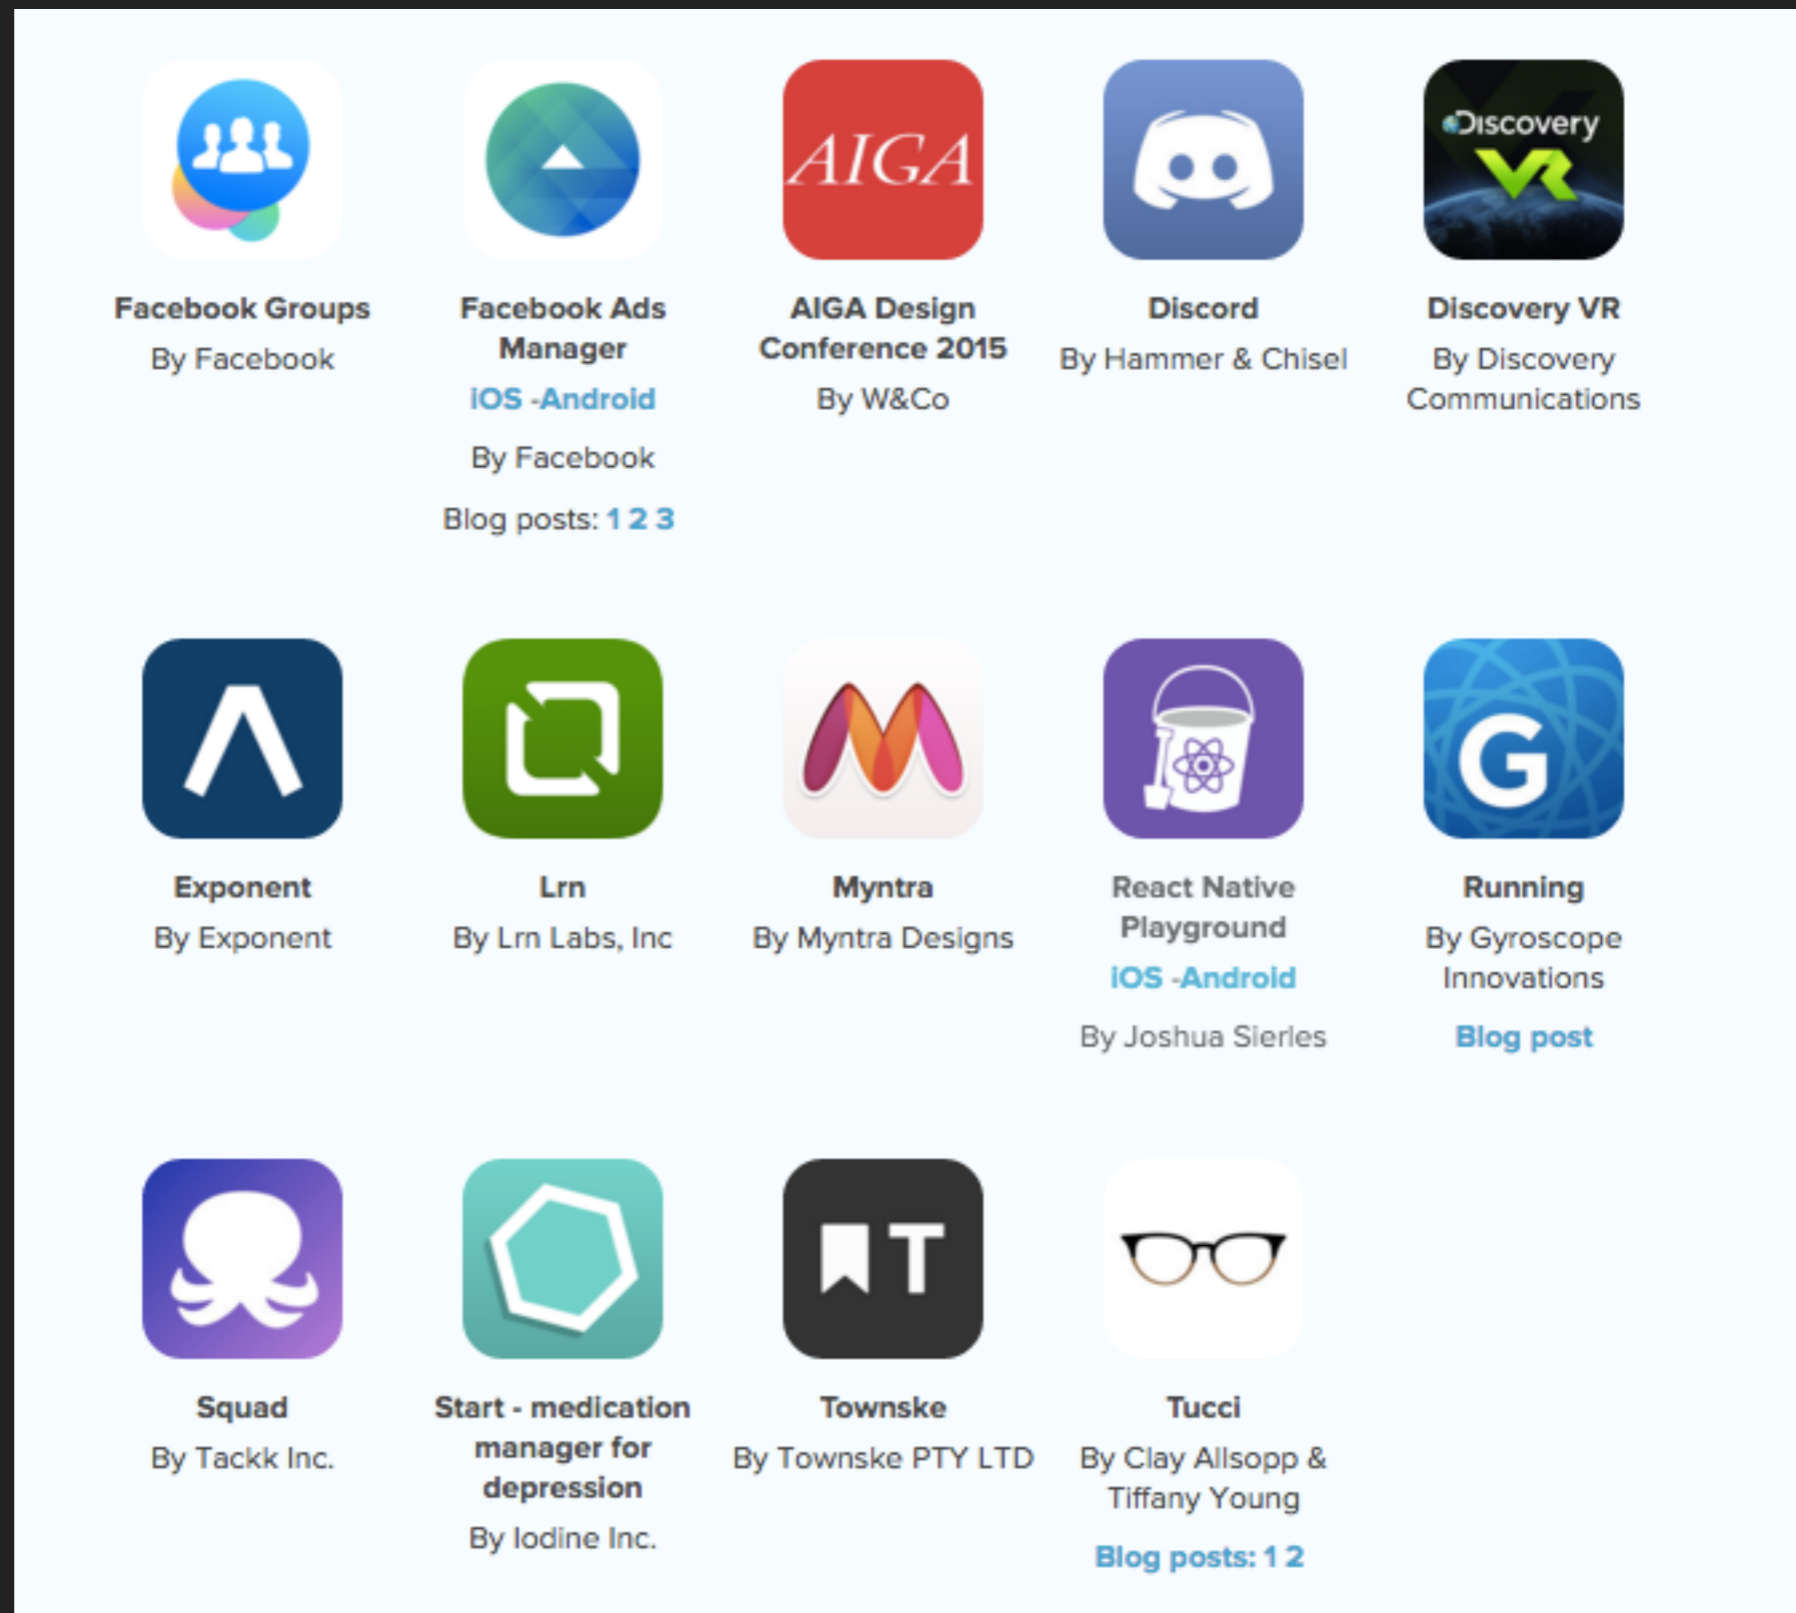 AIGA
Discovery
VR
Facebook Groups
By Facebook
Facebook Ads
Manager
iOS -Android
By Facebook
Blog posts: 1 2 3
AIGA Design
Conference 2015
By W&Co
Discord
By Hammer & Chisel
Discovery VR
By Discovery
Communications
G
Exponent
By Exponent
Lrn
By Lrn Labs, Inc
Myntra
By Myntra Designs
React Native
Playground
iOS -Android
By Joshua Sierles
Running
By Gyroscope
Innovations
Blog post
T
Squad
By Tackk Inc.
Start - medication
manager for
depression
By Iodine Inc.
Townske
By Townske PTY LTD
Tucci
By Clay Allsopp &
Tiffany Young
Blog posts: 1 2